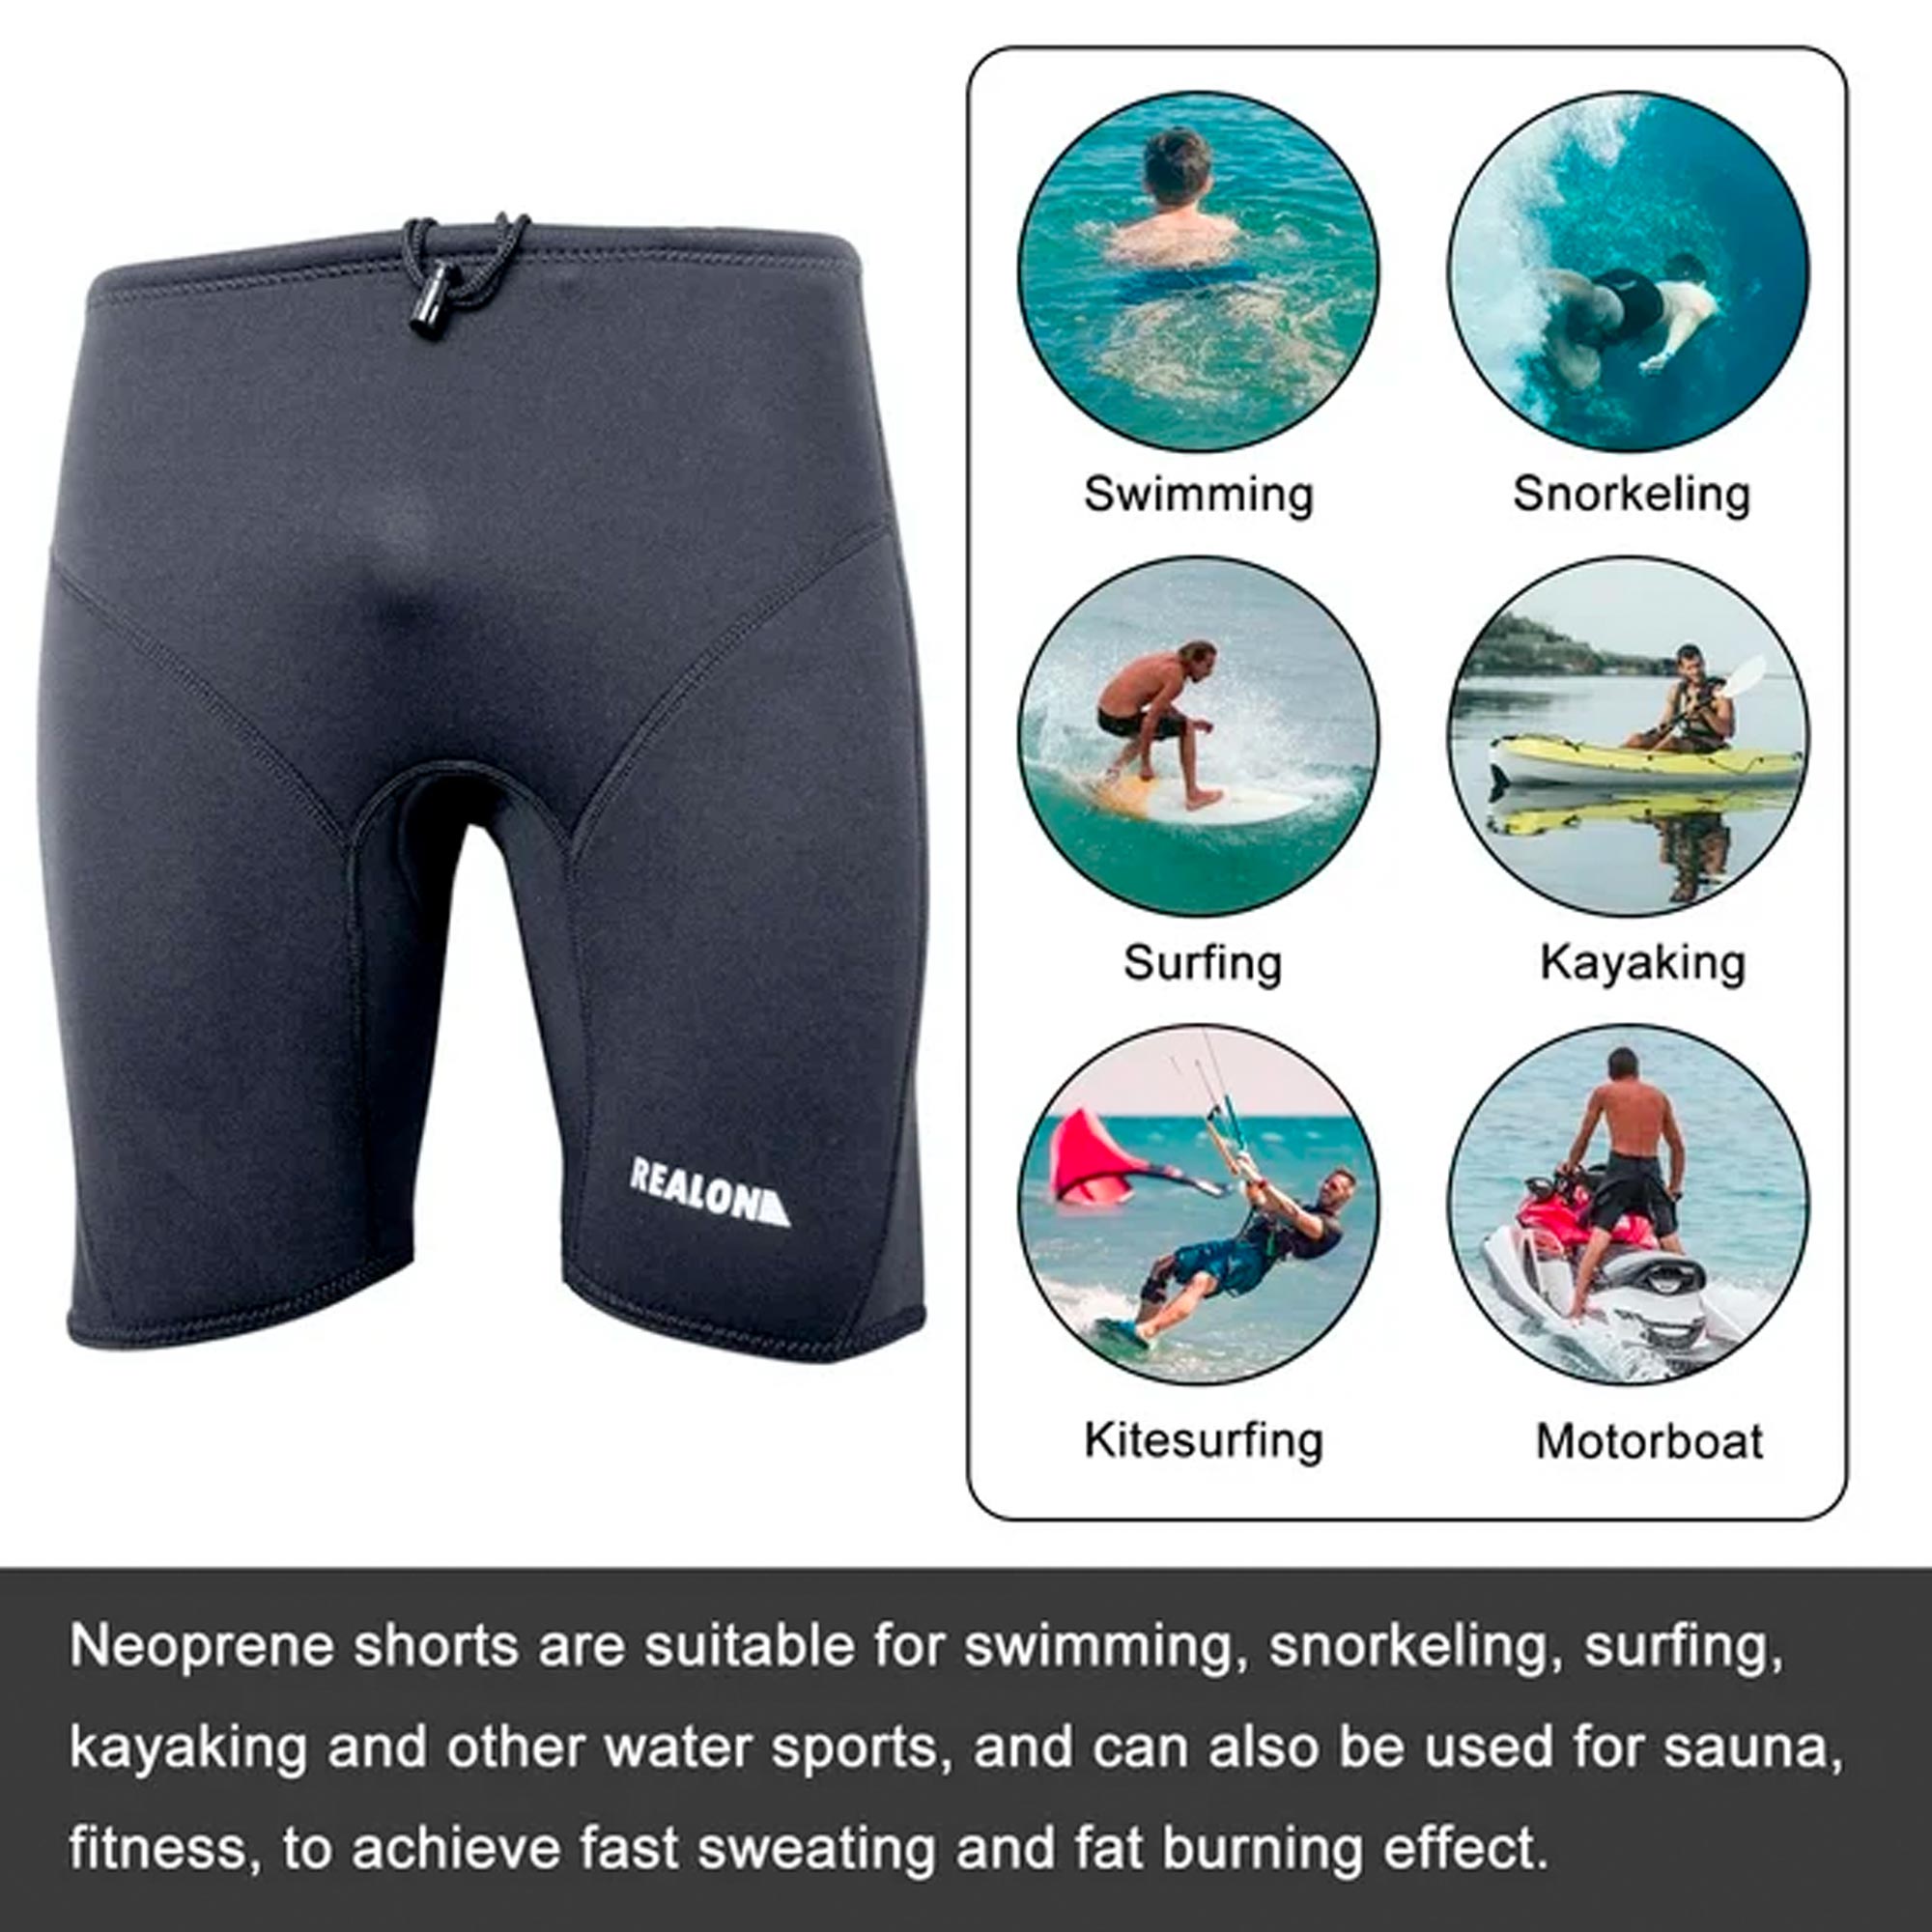 Swimming
Snorkeling
Surfing
Kayaking
REALON
Kitesurfing
Motorboat
Neoprene shorts are suitable for swimming, snorkeling, surfing,
kayaking and other water sports, and can also be used for sauna,
fitness, to achieve fast sweating and fat burning effect.